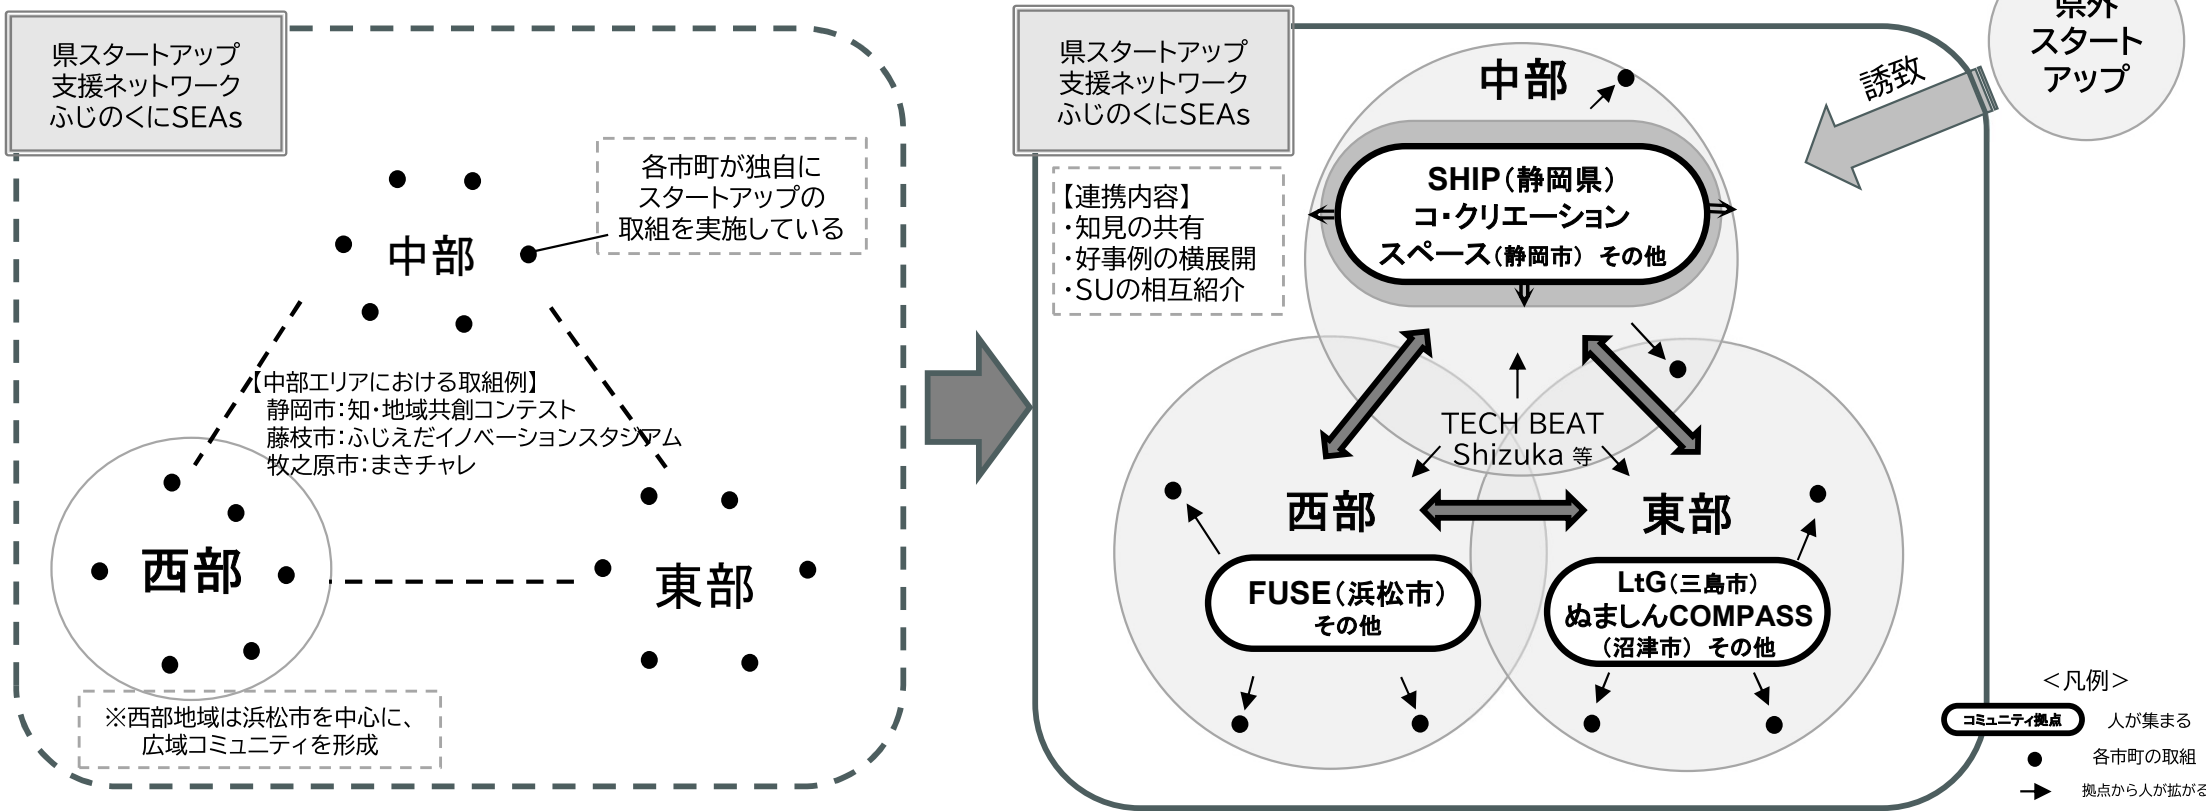 県スタートアップ
支援ネットワーク
ふじのくにSEAs
各市町が独自に
スタートアップの
取組を実施している
中部
【中部エリアにおける取組例】
静岡市：知・地域共創コンテスト
藤枝市：ふじえだイノベーションスタジアム
牧之原市：まきチャレ
西部
東部
※西部地域は浜松市を中心に、
広域コミュニティを形成
県スタートアップ
支援ネットワーク
ふじのくにSEAs
【連携内容】
・知見の共有
・好事例の横展開
・SUの相互紹介
県外
スタート
アップ
誘致
中部
SHIP（静岡県）
コ・クリエーション
スペース（静岡市） その他
TECH BEAT
Shizuka 等
西部
東部
FUSE（浜松市）
その他
LtG（三島市）
ぬましんCOMPASS
（沼津市） その他
＜凡例＞
コミュニティ拠点 人が集まる
各市町の取組
拠点から人が拡がる